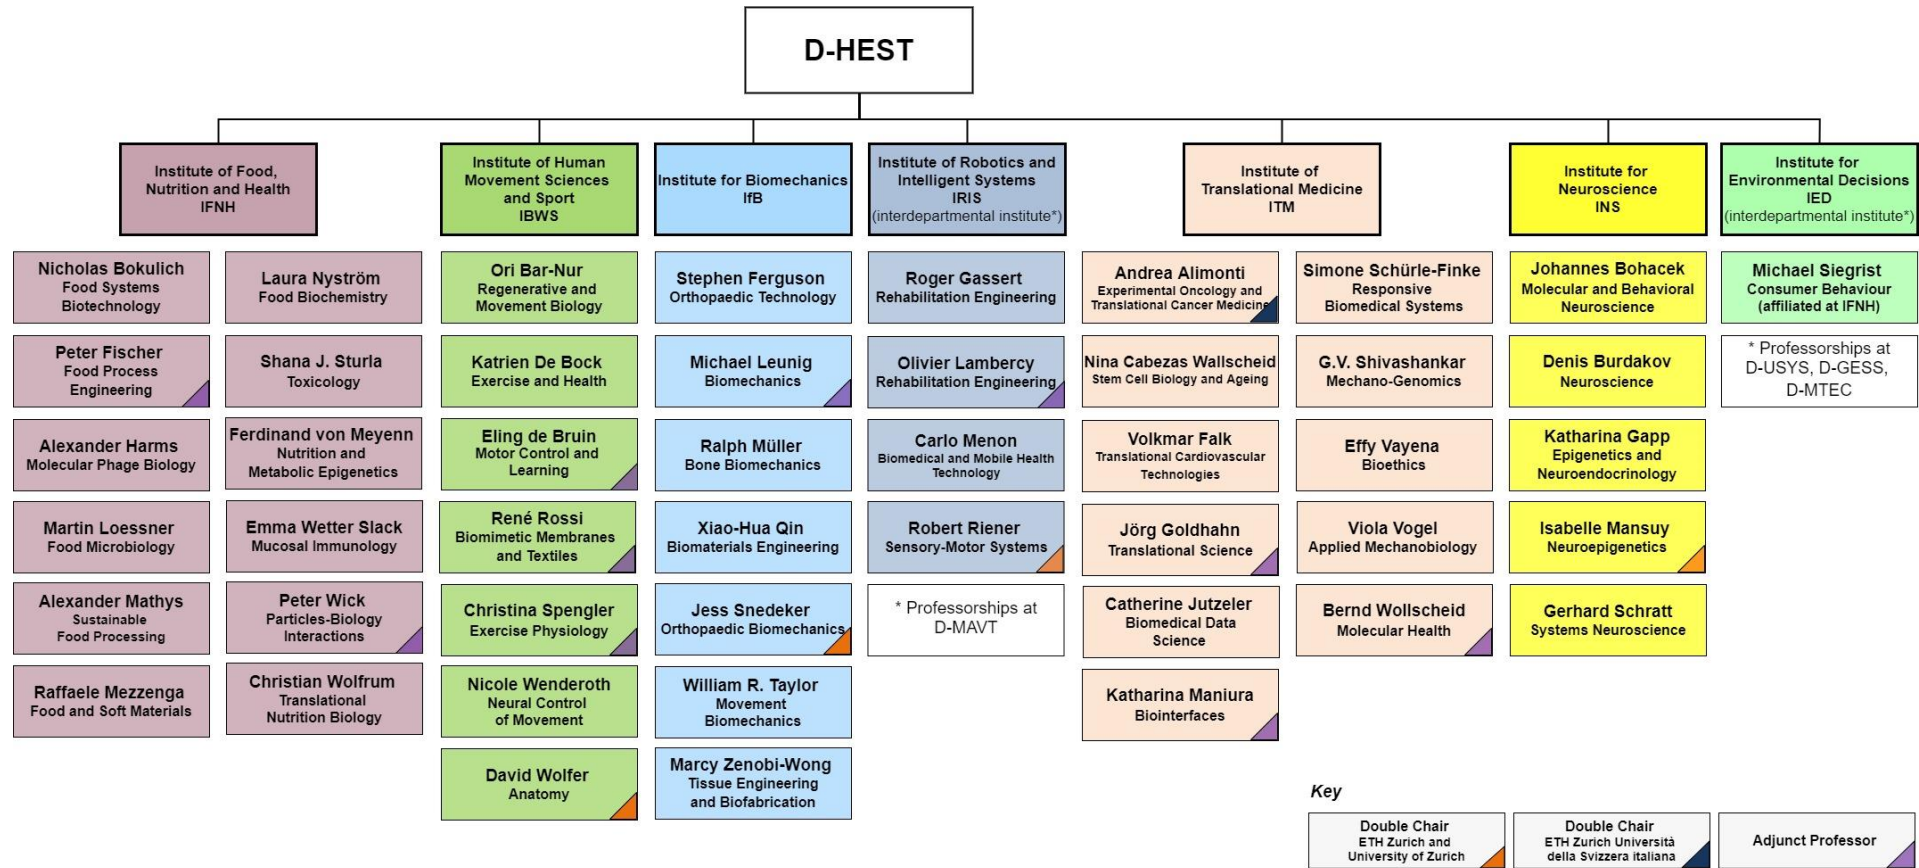 D-HEST
Institute of Food,
Nutrition and Health
IFNH
Nicholas Bokulich
Food Systems
Biotechnology
Peter Fischer
Food Process
Engineering
Alexander Harms
Molecular Phage Biology
Martin Loessner
Food Microbiology
Alexander Mathys
Sustainable
Food Processing
Raffaele Mezzenga
Food and Soft Materials
Laura Nyström
Food Biochemistry
Shana J. Sturla
Toxicology
Ferdinand von Meyenn
Nutrition and
Metabolic Epigenetics
Emma Wetter Slack
Mucosal Immunology
Peter Wick
Particles-Biology
Interactions
Christian Wolfrum
Translational
Nutrition Biology
Institute of Human
Movement Sciences
and Sport
IBWS
Ori Bar-Nur
Regenerative and
Movement Biology
Katrien De Bock
Exercise and Health
Eling de Bruin
Motor Control and
Learning
René Rossi
Biomimetic Membranes
and Textiles
Christina Spengler
Exercise Physiology
Nicole Wenderoth
Neural Control
of Movement
David Wolfer
Anatomy
Institute for Biomechanics
IfB
Stephen Ferguson
Orthopaedic Technology
Michael Leunig
Biomechanics
Ralph Müller
Bone Biomechanics
Xiao-Hua Qin
Biomaterials Engineering
Jess Snedeker
Orthopaedic Biomechanics
William R. Taylor
Movement
Biomechanics
Marcy Zenobi-Wong
Tissue Engineering
and Biofabrication
Institute of Robotics and
Intelligent Systems
IRIS
(interdepartmental institute*)
Roger Gassert
Rehabilitation Engineering
Olivier Lambercy
Rehabilitation Engineering
Carlo Menon
Biomedical and Mobile Health
Technology
Robert Riener
Sensory-Motor Systems
* Professorships at
D-MAVT
Institute of
Translational Medicine
ITM
Andrea Alimonti
Experimental Oncology and
Translational Cancer Medicine
Nina Cabezas Wallscheid
Stem Cell Biology and Ageing
Volkmar Falk
Translational Cardiovascular
Technologies
Jörg Goldhahn
Translational Science
Catherine Jutzeler
Biomedical Data
Science
Katharina Maniura
Biointerfaces
Simone Schürle-Finke
Responsive
Biomedical Systems
G.V. Shivashankar
Mechano-Genomics
Effy Vayena
Bioethics
Viola Vogel
Applied Mechanobiology
Bernd Wollscheid
Molecular Health
Institute for
Neuroscience
INS
Johannes Bohacek
Molecular and Behavioral
Neuroscience
Denis Burdakov
Neuroscience
Katharina Gapp
Epigenetics and
Neuroendocrinology
Isabelle Mansuy
Neuroepigenetics
Gerhard Schratt
Systems Neuroscience
Institute for
Environmental Decisions
IED
(interdepartmental institute*)
Michael Siegrist
Consumer Behaviour
(affiliated at IFNH)
* Professorships at
D-USYS, D-GESS,
D-MTEC
Key
Double Chair
ETH Zurich and
University of Zurich
Double Chair
ETH Zurich Università
della Svizzera italiana
Adjunct Professor